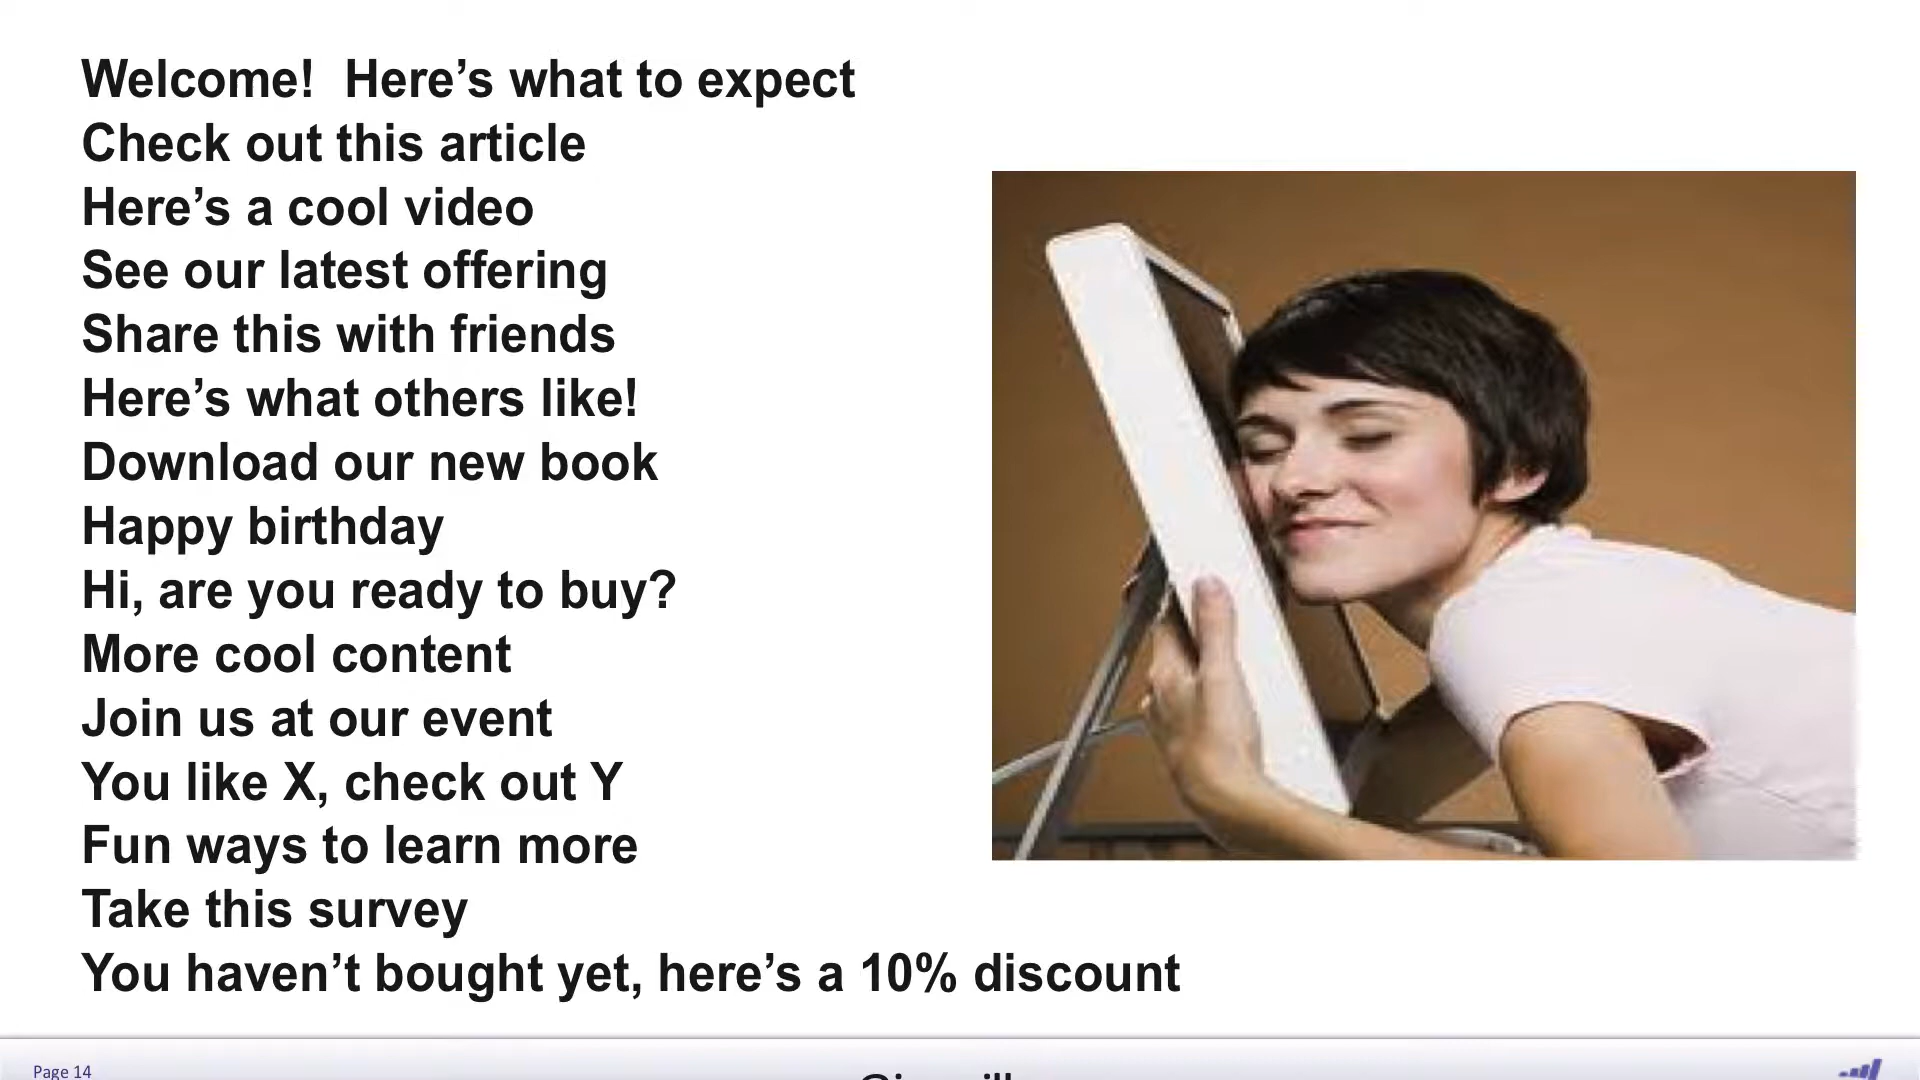 Welcome!  Here’s what to expect
Check out this article
Here’s a cool video
See our latest offering
Share this with friends
Here’s what others like!
Download our new book
Happy birthday
Hi, are you ready to buy?
More cool content
Join us at our event
You like X, check out Y
Fun ways to learn more
Take this survey
You haven’t bought yet, here’s a 10% discount
Page 14